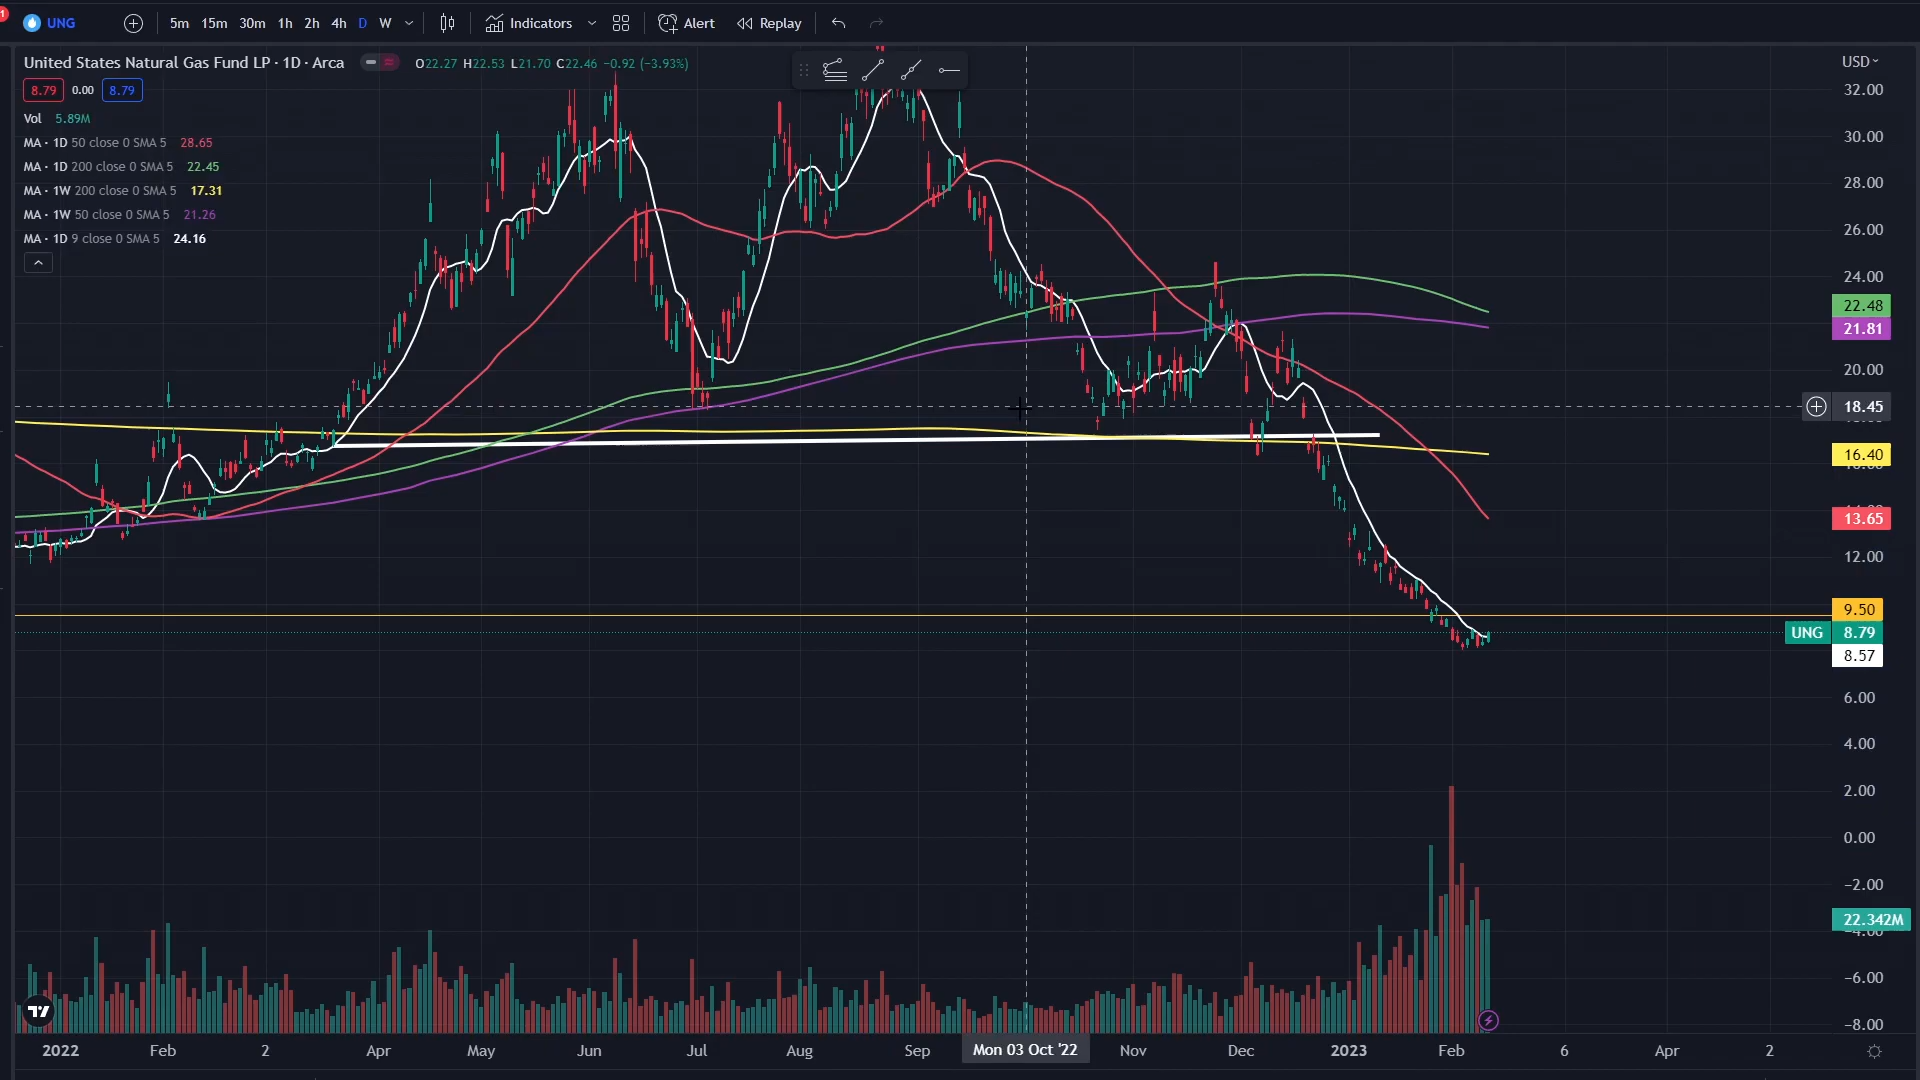 1
UNG 5m 15m 30m 1h 2h 4h D W Indicators Alert Replay
United States Natural Gas Fund LP · 1D · Arca O22.27 H22.53 L21.70 C22.46 −0.92 (−3.93%)
8.79 0.00 8.79
Vol 5.89M
MA · 1D 50 close 0 SMA 5 28.65
MA · 1D 200 close 0 SMA 5 22.45
MA · 1W 200 close 0 SMA 5 17.31
MA · 1W 50 close 0 SMA 5 21.26
MA · 1D 9 close 0 SMA 5 24.16
USD
32.00
30.00
28.00
26.00
24.00
22.48
21.81
20.00
18.45
16.40
13.65
12.00
9.50
UNG 8.79
8.57
6.00
4.00
2.00
0.00
−2.00
22.342M
−4.00
−6.00
−8.00
2022 Feb 2 Apr May Jun Jul Aug Sep Mon 03 Oct '22 Nov Dec 2023 Feb 6 Apr 2